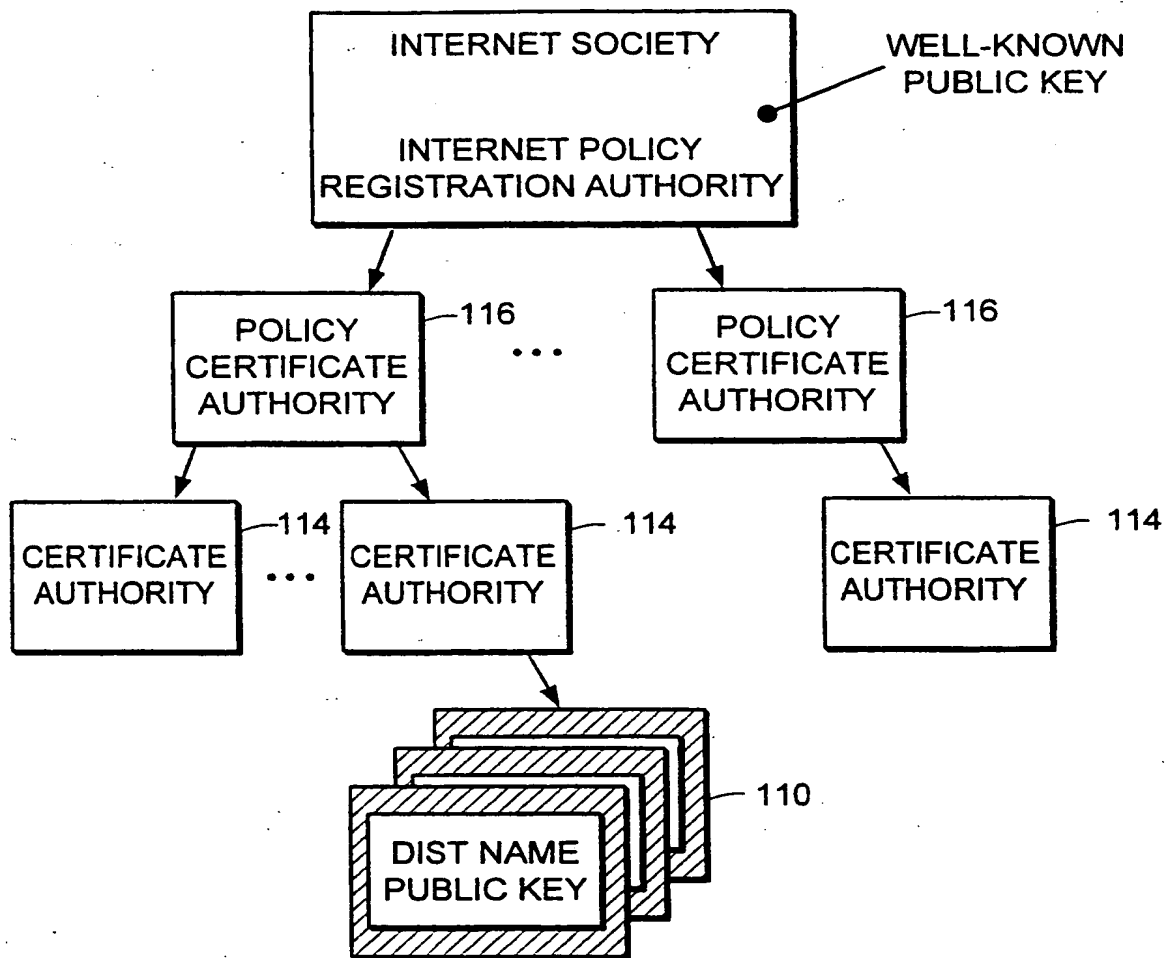 INTERNET SOCIETY
INTERNET POLICY
REGISTRATION AUTHORITY
WELL-KNOWN
PUBLIC KEY
POLICY
CERTIFICATE
AUTHORITY
116
...
POLICY
CERTIFICATE
AUTHORITY
116
CERTIFICATE
AUTHORITY
114
...
CERTIFICATE
AUTHORITY
114
CERTIFICATE
AUTHORITY
114
DIST NAME
PUBLIC KEY
110